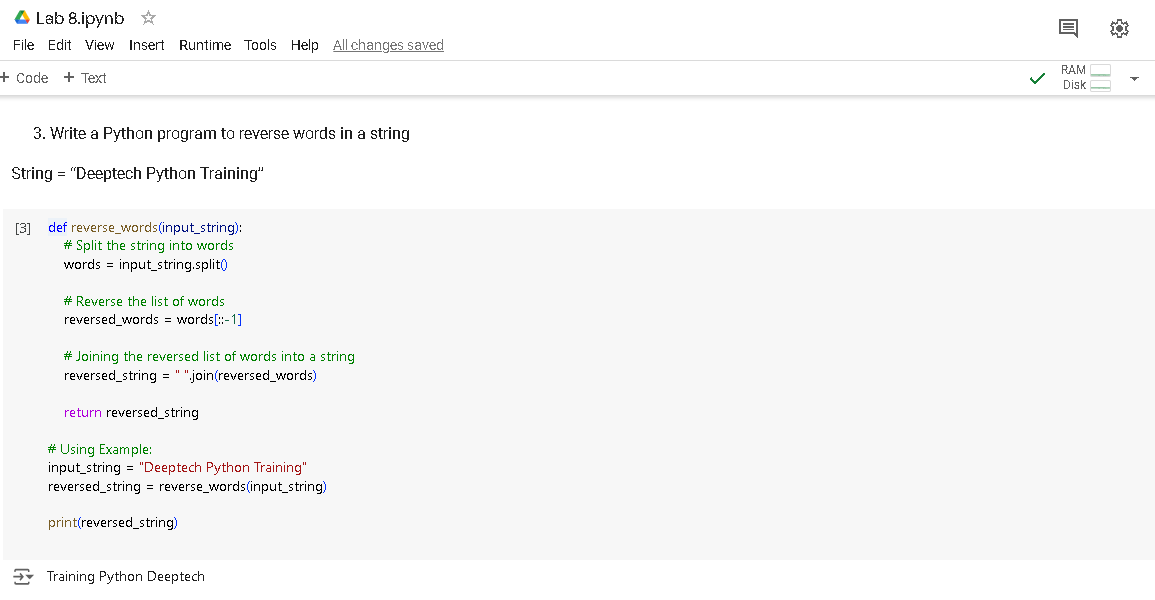 Lab 8.ipynb
File Edit View Insert Runtime Tools Help All changes saved
+ Code + Text
RAM
Disk
3. Write a Python program to reverse words in a string
String = “Deeptech Python Training”
[3] def reverse_words(input_string):
    # Split the string into words
    words = input_string.split()

    # Reverse the list of words
    reversed_words = words[::-1]

    # Joining the reversed list of words into a string
    reversed_string = " ".join(reversed_words)

    return reversed_string

# Using Example:
input_string = "Deeptech Python Training"
reversed_string = reverse_words(input_string)

print(reversed_string)

Training Python Deeptech